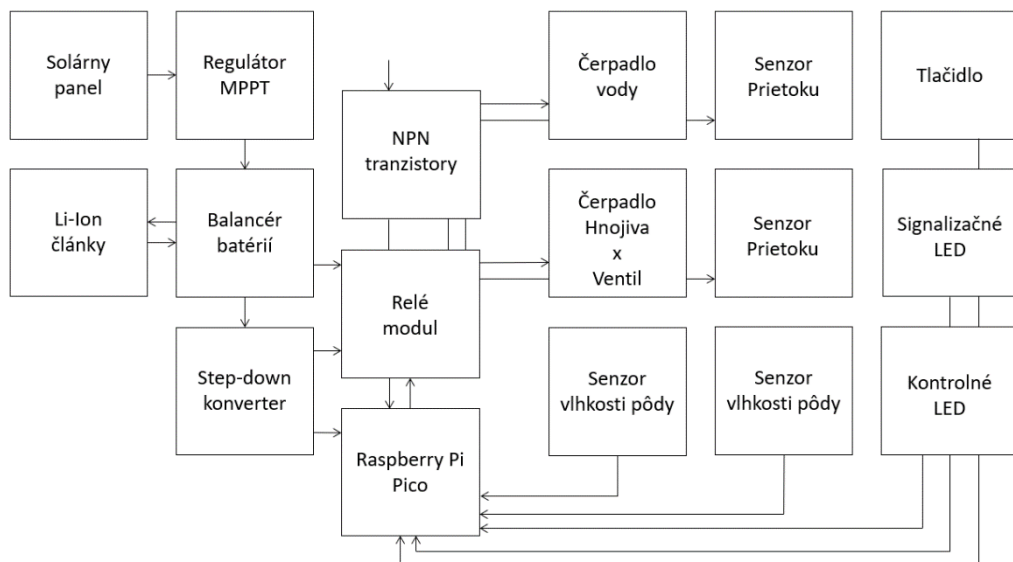 Solárny
panel
Regulátor
MPPT
NPN
tranzistory
Čerpadlo
vody
Senzor
Prietoku
Tlačidlo
Li-Ion
články
Balancér
batérií
Relé
modul
Čerpadlo
Hnojiva
x
Ventil
Senzor
Prietoku
Signalizačné
LED
Step-down
konverter
Raspberry Pi
Pico
Senzor
vlhkosti pôdy
Senzor
vlhkosti pôdy
Kontrolné
LED